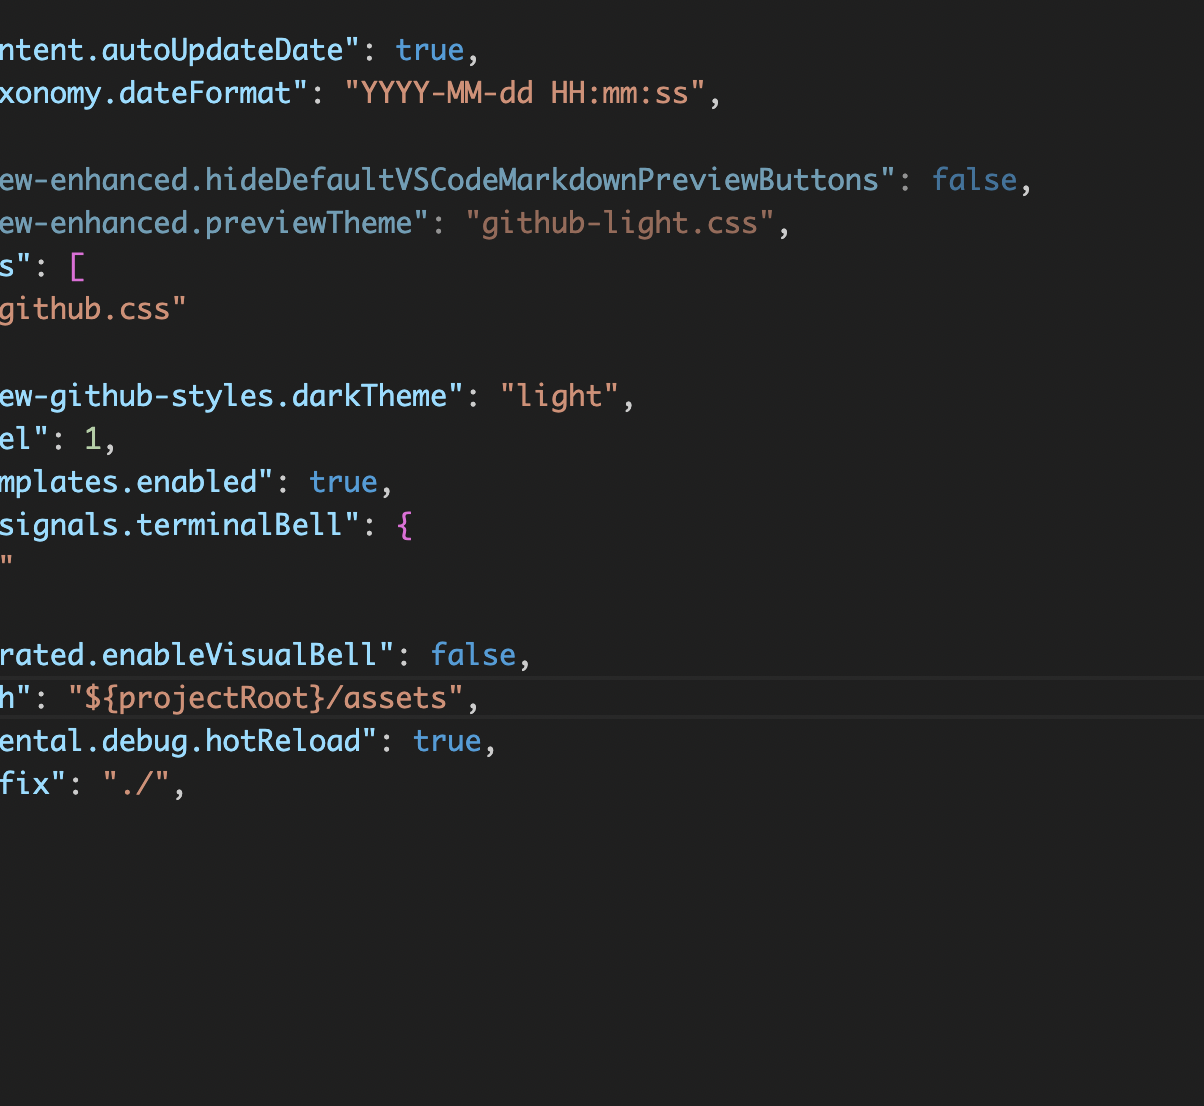 ntent.autoUpdateDate": true,
xonomy.dateFormat": "YYYY-MM-dd HH:mm:ss",
ew-enhanced.hideDefaultVSCodeMarkdownPreviewButtons": false,
ew-enhanced.previewTheme": "github-light.css",
s": [
github.css"
ew-github-styles.darkTheme": "light",
el": 1,
mplates.enabled": true,
signals.terminalBell": {
"
rated.enableVisualBell": false,
h": "${projectRoot}/assets",
ental.debug.hotReload": true,
fix": "./",